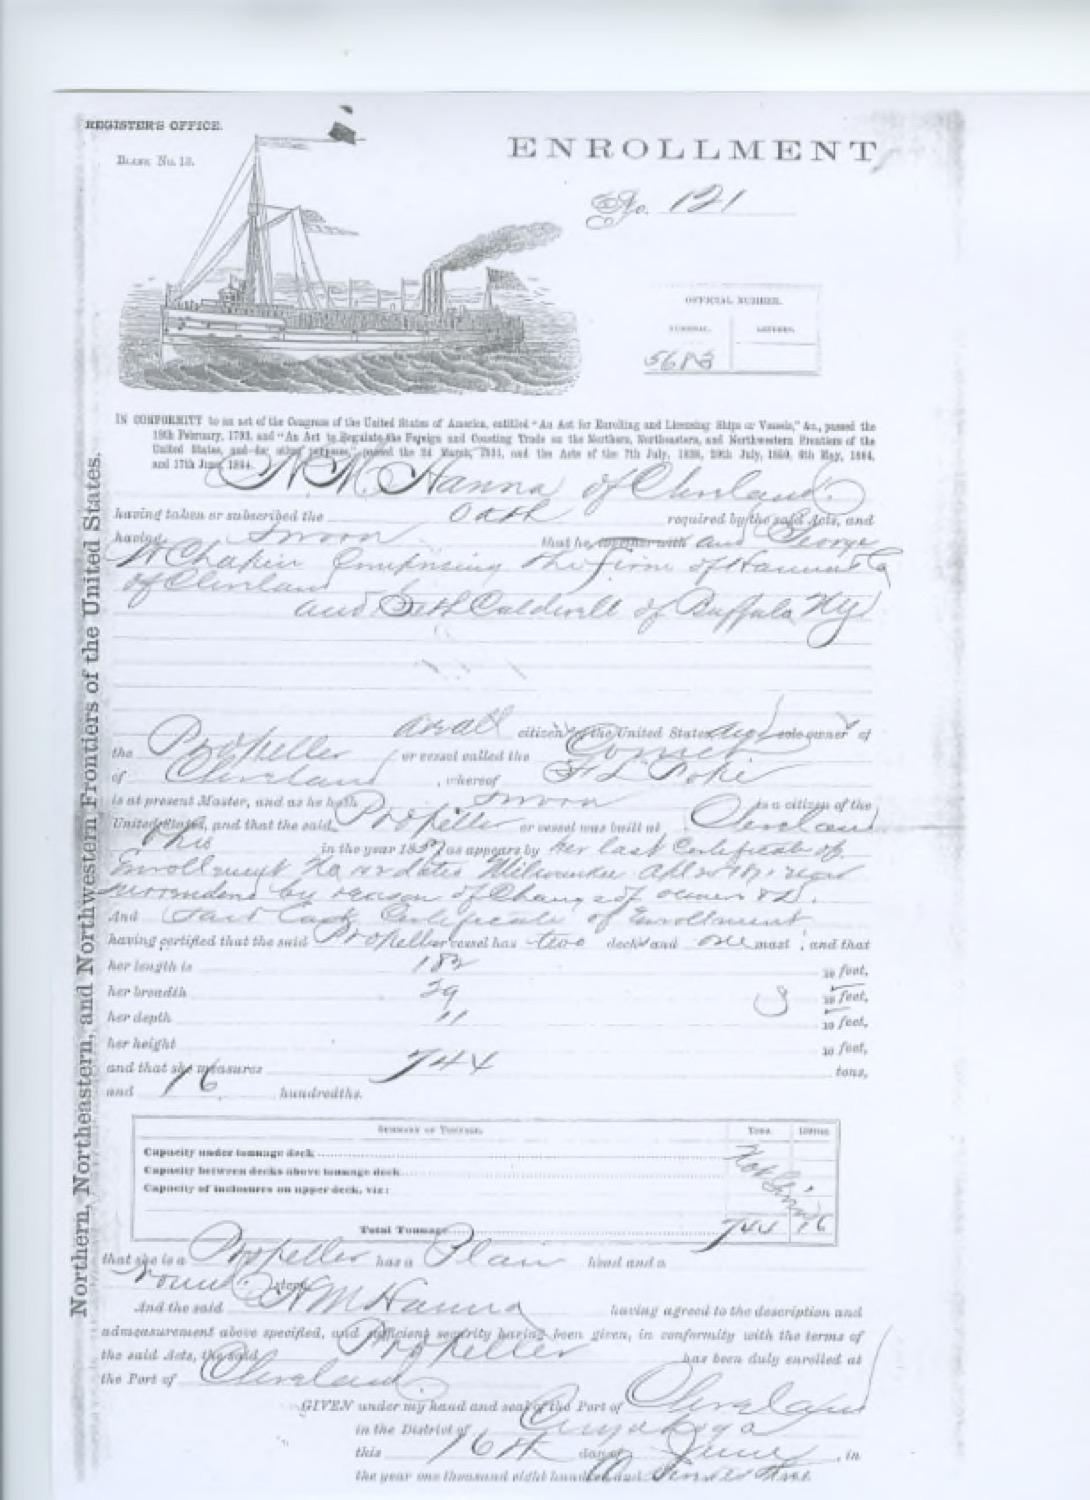 REGISTER'S OFFICE.
BLANK No. 13.
ENROLLMENT
No. 121
OFFICIAL NUMBER.
NUMERAL. LETTERS.
Northern, Northeastern, and Northwestern Frontiers of the United States.
IN CONFORMITY to an act of the Congress of the United States of America, entitled "An Act for Enrolling and Licensing Ships or Vessels," &c., passed the
18th February, 1793, and "An Act to Regulate the Foreign and Coasting Trade on the Northern, Northeastern, and Northwestern Frontiers of the
United States, and for other purposes," passed the 2d March, 1831, and the Acts of the 7th July, 1838, 29th July, 1850, 6th May, 1864,
and 17th June, 1864.
M. Hanna of Cleveland
having taken or subscribed the Oath required by the said Acts, and
having Sworn that he together with and George
W Chapin Comprising the firm of Hanna & Co
of Cleveland
and Seth Caldwell of Buffalo NY
are all citizen of the United States sole owner of
the Propeller or vessel called the Comet
of Cleveland, whereof
is at present Master, and as he hath Sworn is a citizen of the
United States, and that the said Propeller or vessel was built at Cleveland
Ohio in the year 1857 as appears by her last Certificate of
Enrollment No dated Milwaukee now
surrendered by reason of Change of owners
And Said last Certificate of Enrollment
having certified that the said Propeller or vessel has two decks and one mast; and that
her length is 182 10 feet,
her breadth 29 3 10 feet,
her depth 11 10 feet,
her height 10 feet,
and that she measures 744 tons,
and 76 hundredths.
SUMMARY OF TONNAGE. TONS.
Capacity under tonnage deck
Capacity between decks above tonnage deck
Capacity of inclosures on upper deck, viz:
Total Tonnage 744 76
that she is a Propeller has a Plain head and a
round stern
And the said M Hanna having agreed to the description and
admeasurement above specified, and sufficient security having been given, in conformity with the terms of
the said Acts, the said Propeller has been duly enrolled at
the Port of Cleveland
GIVEN under my hand and seal of the Port of Cleveland
in the District of Cuyahoga
this 16th day of June, in
the year one thousand eight hundred and